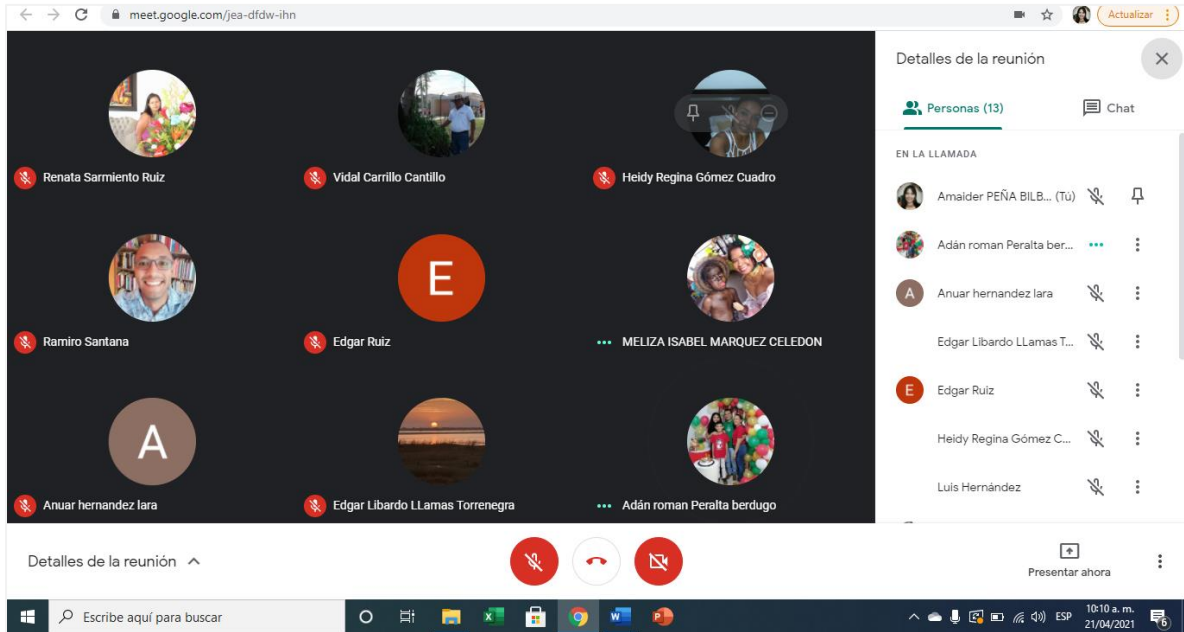 meet.google.com/jea-dfdw-ihn
Actualizar
Renata Sarmiento Ruiz
Vidal Carrillo Cantillo
Heidy Regina Gómez Cuadro
Ramiro Santana
E
Edgar Ruiz
MELIZA ISABEL MARQUEZ CELEDON
A
Anuar hernandez lara
Edgar Libardo LLamas Torrenegra
Adán roman Peralta berdugo
Detalles de la reunión
Personas (13)
Chat
EN LA LLAMADA
Amaider PEÑA BILB... (Tú)
Adán roman Peralta ber...
A Anuar hernandez lara
Edgar Libardo LLamas T...
E Edgar Ruiz
Heidy Regina Gómez C...
Luis Hernández
Detalles de la reunión
Presentar ahora
Escribe aquí para buscar
ESP
10:10 a. m.
21/04/2021
6